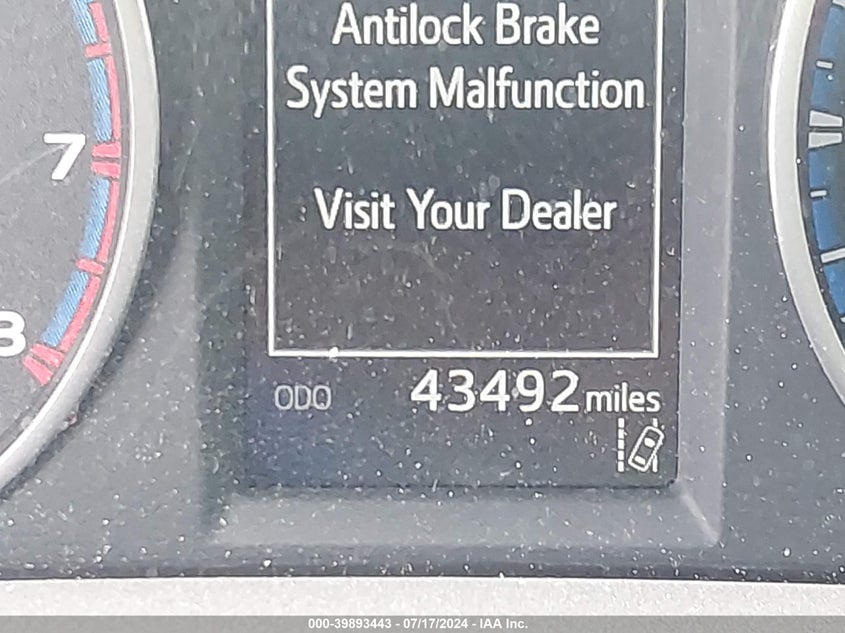 Antilock Brake
System Malfunction
Visit Your Dealer
7
8
ODO 43492 miles
000-39893443 - 07/17/2024 - IAA Inc.